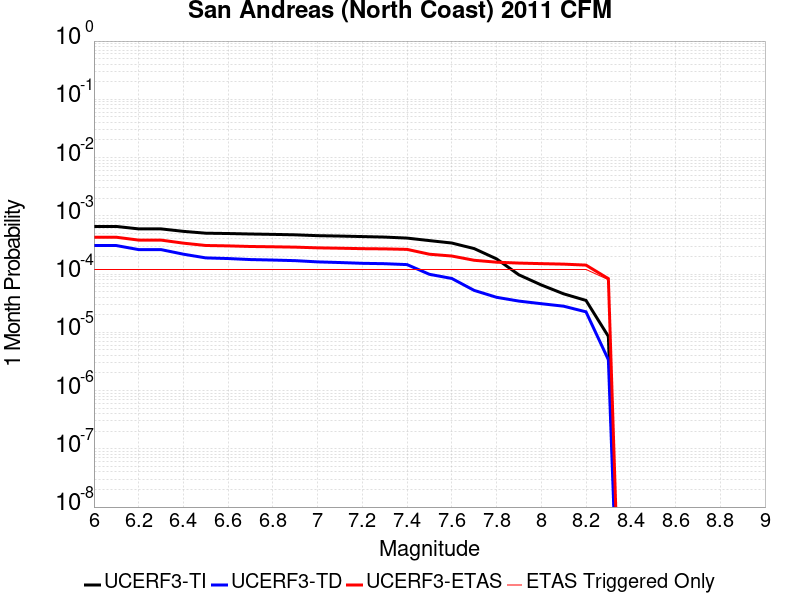 San Andreas (North Coast) 2011 CFM
10^0
10^-1
10^-2
10^-3
10^-4
10^-5
10^-6
10^-7
10^-8
1 Month Probability
6 6.2 6.4 6.6 6.8 7 7.2 7.4 7.6 7.8 8 8.2 8.4 8.6 8.8 9
Magnitude
UCERF3-TI UCERF3-TD UCERF3-ETAS ETAS Triggered Only